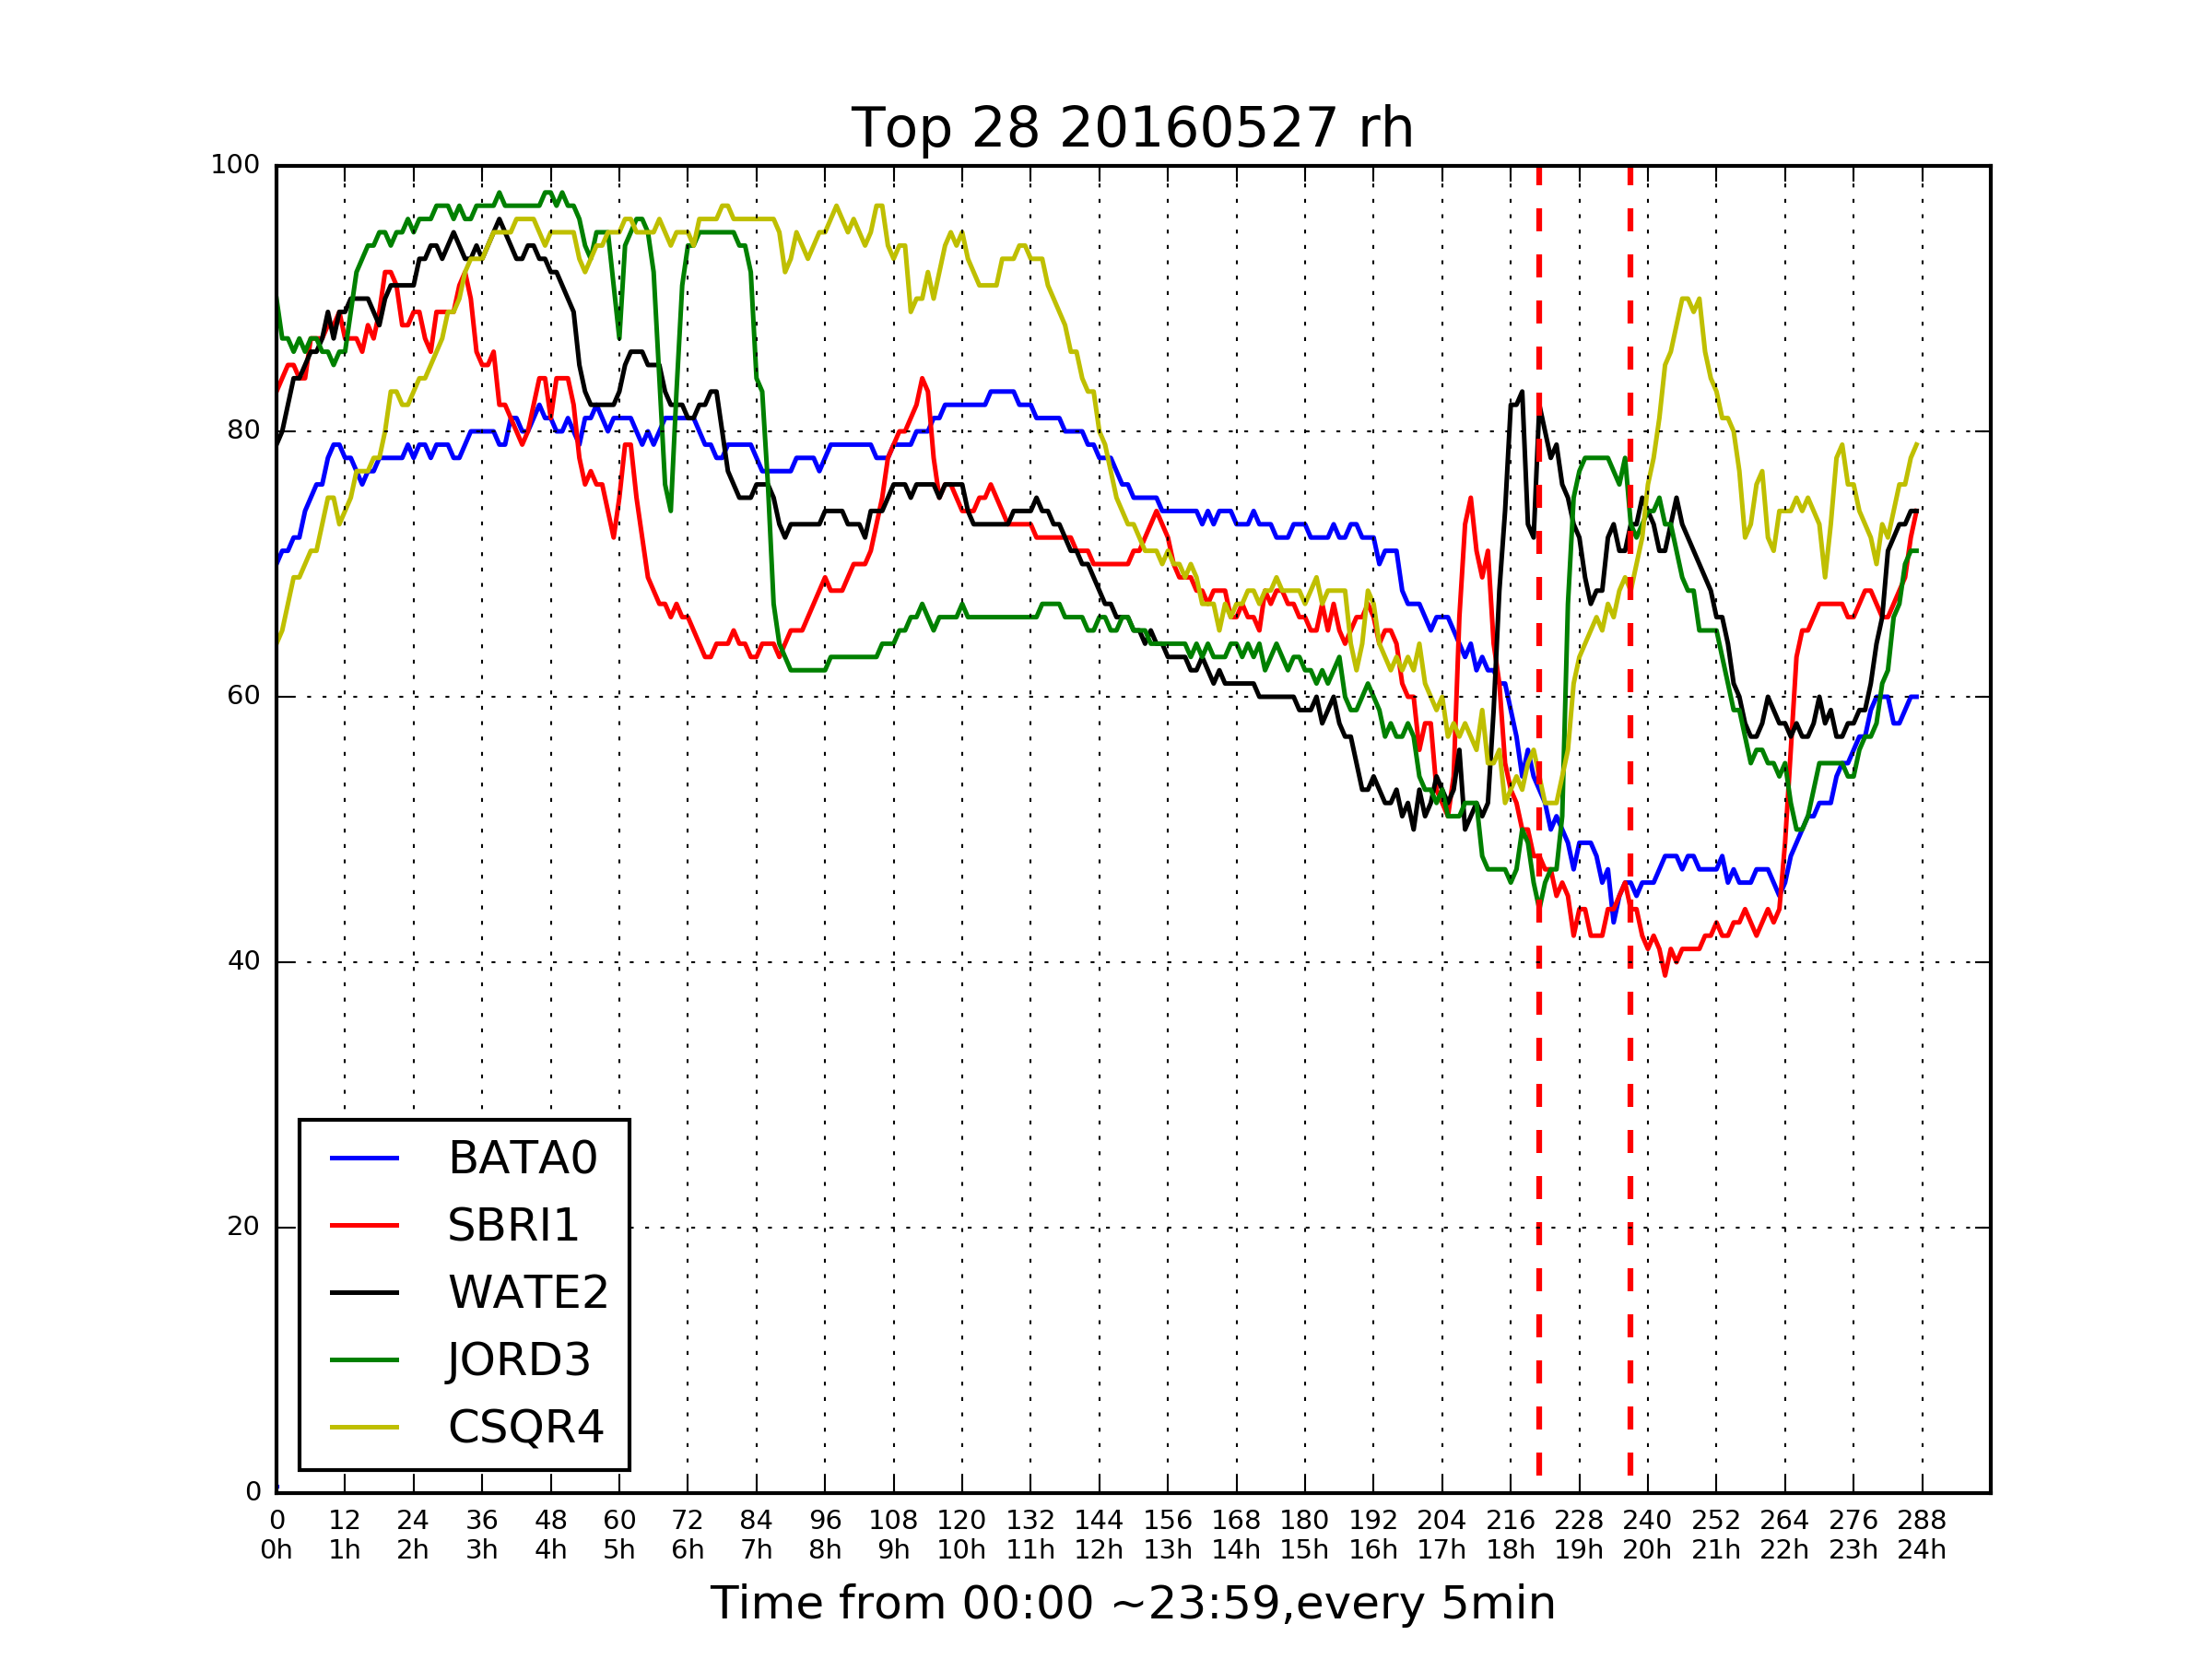 Top 28 20160527 rh
100
80
60
40
20
0
BATA0
SBRI1
WATE2
JORD3
CSQR4
0 12 24 36 48 60 72 84 96 108 120 132 144 156 168 180 192 204 216 228 240 252 264 276 288
0h 1h 2h 3h 4h 5h 6h 7h 8h 9h 10h 11h 12h 13h 14h 15h 16h 17h 18h 19h 20h 21h 22h 23h 24h
Time from 00:00 ~23:59,every 5min